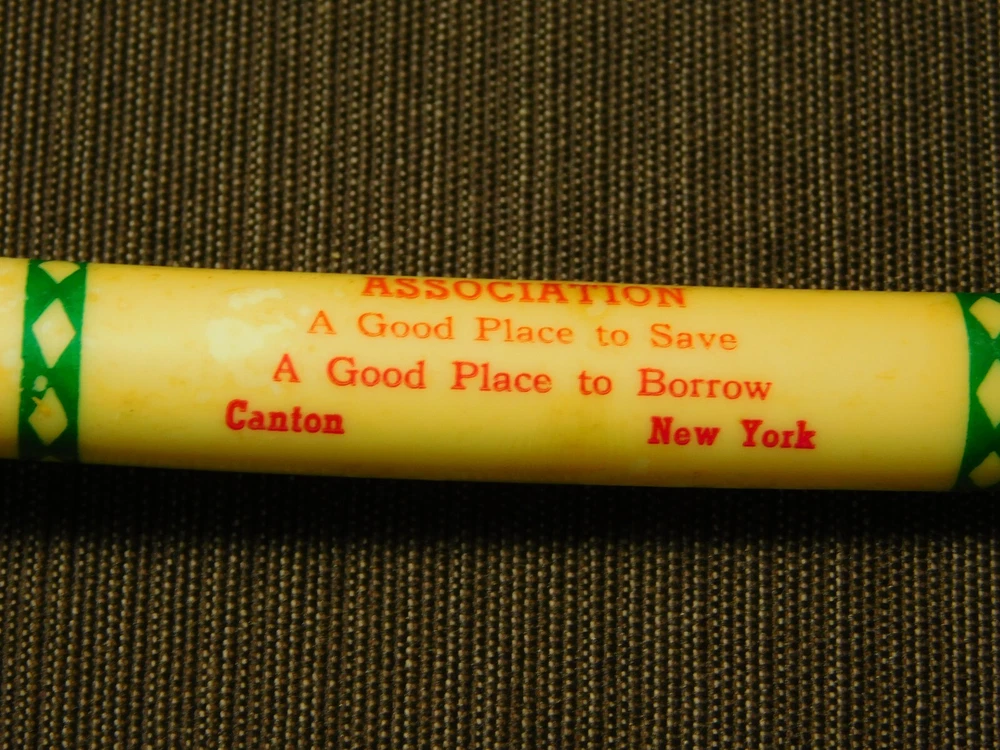 ASSOCIATION
A Good Place to Save
A Good Place to Borrow
Canton New York